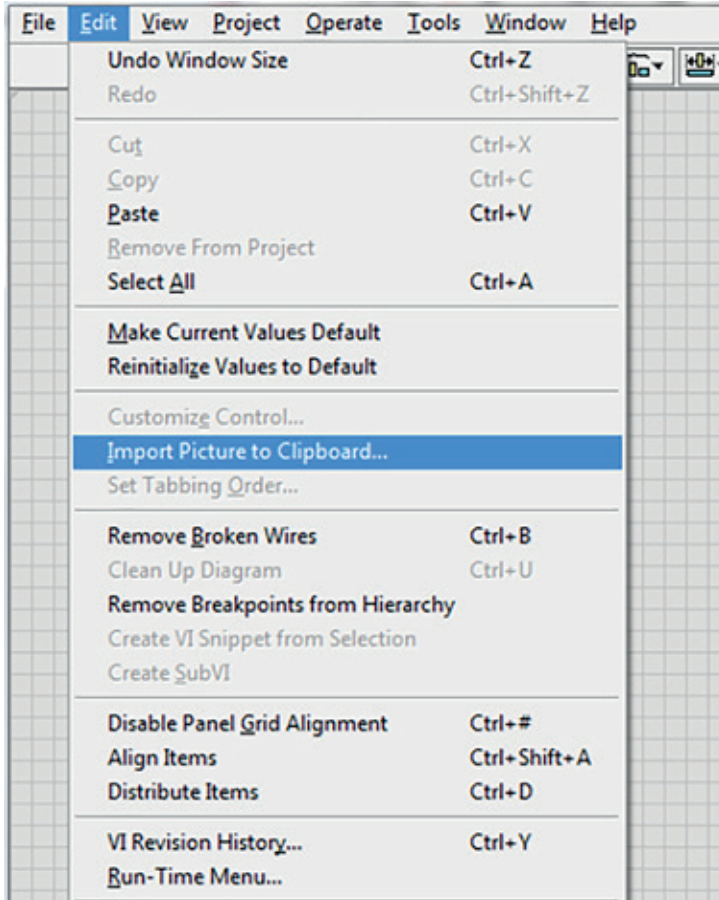 File Edit View Project Operate Tools Window Help
Undo Window Size Ctrl+Z
Redo Ctrl+Shift+Z
Cut Ctrl+X
Copy Ctrl+C
Paste Ctrl+V
Remove From Project
Select All Ctrl+A
Make Current Values Default
Reinitialize Values to Default
Customize Control...
Import Picture to Clipboard...
Set Tabbing Order...
Remove Broken Wires Ctrl+B
Clean Up Diagram Ctrl+U
Remove Breakpoints from Hierarchy
Create VI Snippet from Selection
Create SubVI
Disable Panel Grid Alignment Ctrl+#
Align Items Ctrl+Shift+A
Distribute Items Ctrl+D
VI Revision History... Ctrl+Y
Run-Time Menu...